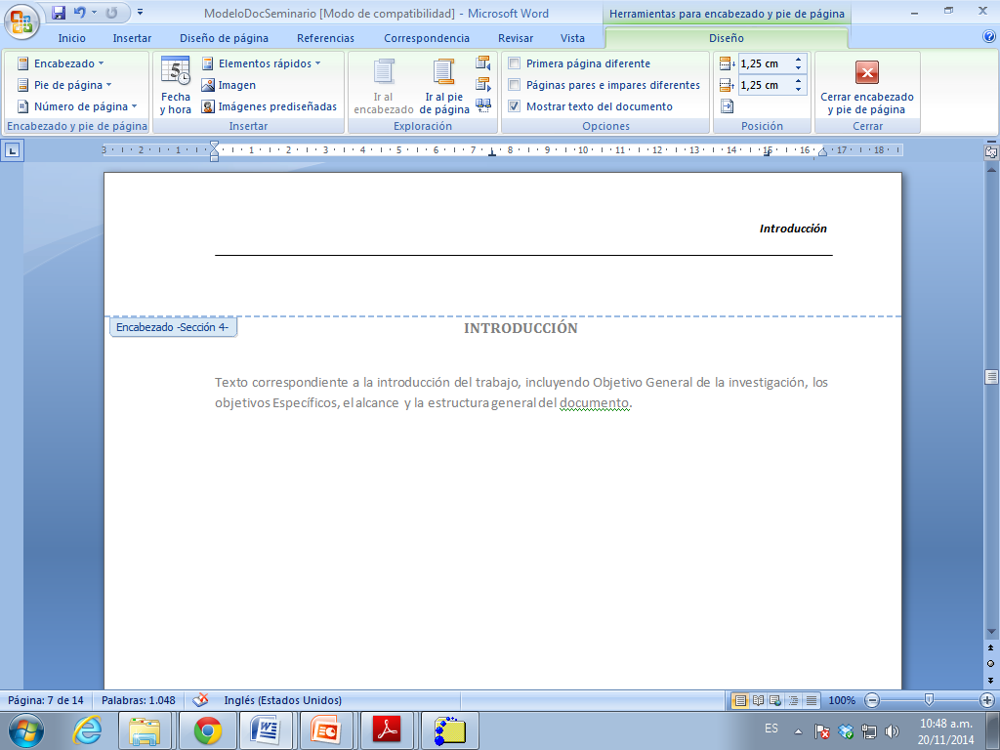 ModeloDocSeminario [Modo de compatibilidad] - Microsoft Word
Herramientas para encabezado y pie de página
Inicio Insertar Diseño de página Referencias Correspondencia Revisar Vista Diseño
Encabezado
Pie de página
Número de página
Encabezado y pie de página
5
Fecha
y hora
Elementos rápidos
Imagen
Imágenes prediseñadas
Insertar
Ir al
encabezado
Ir al pie
de página
Exploración
Primera página diferente
Páginas pares e impares diferentes
Mostrar texto del documento
Opciones
1,25 cm
1,25 cm
Posición
Cerrar encabezado
y pie de página
Cerrar
3 2 1 1 2 3 4 5 6 7 8 9 10 11 12 13 14 15 16 17 18
Introducción
Encabezado -Sección 4-
INTRODUCCIÓN
Texto correspondiente a la introducción del trabajo, incluyendo Objetivo General de la investigación, los
objetivos Específicos, el alcance y la estructura general del documento.
Página: 7 de 14 Palabras: 1.048 Inglés (Estados Unidos) 100%
ES
10:48 a.m.
20/11/2014